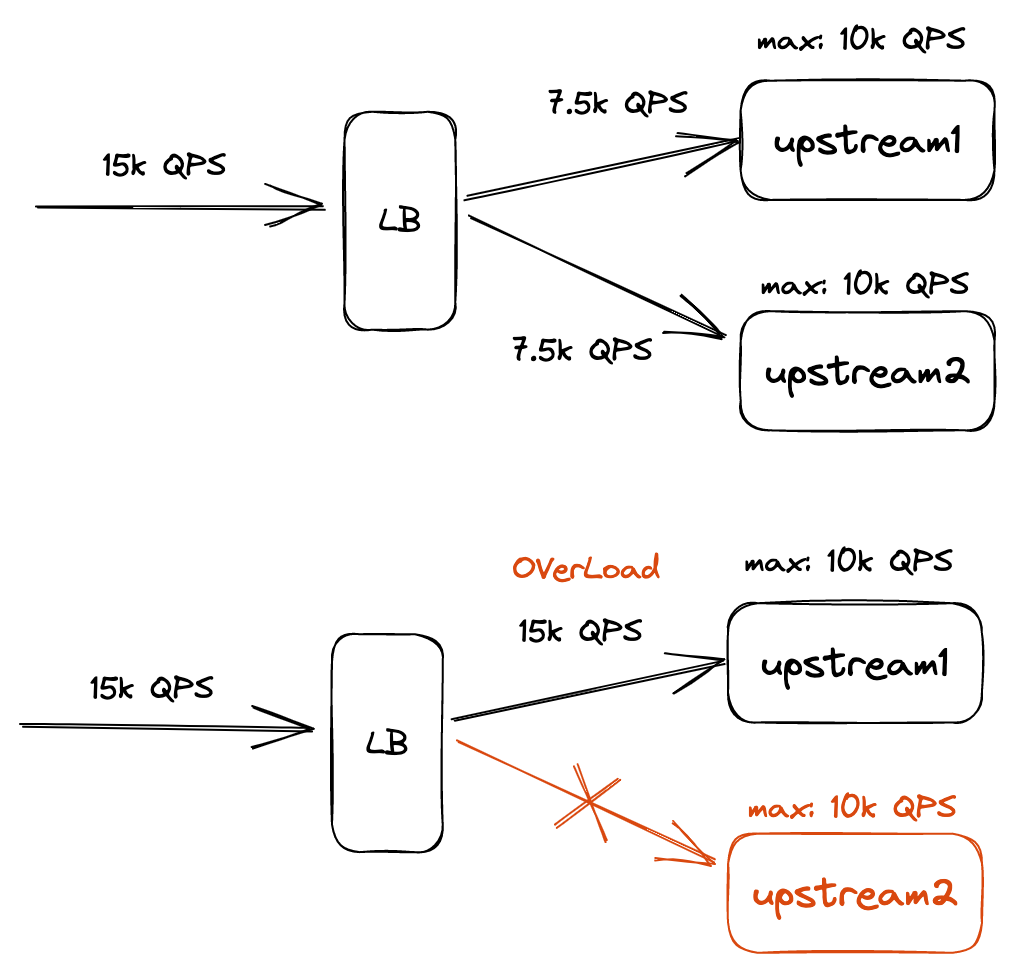 max: 10k QPS
7.5k QPS
upstream1
15k QPS
LB
max: 10k QPS
7.5k QPS
upstream2
OVerLoad
max: 10k QPS
15k QPS
upstream1
15k QPS
LB
max: 10k QPS
upstream2